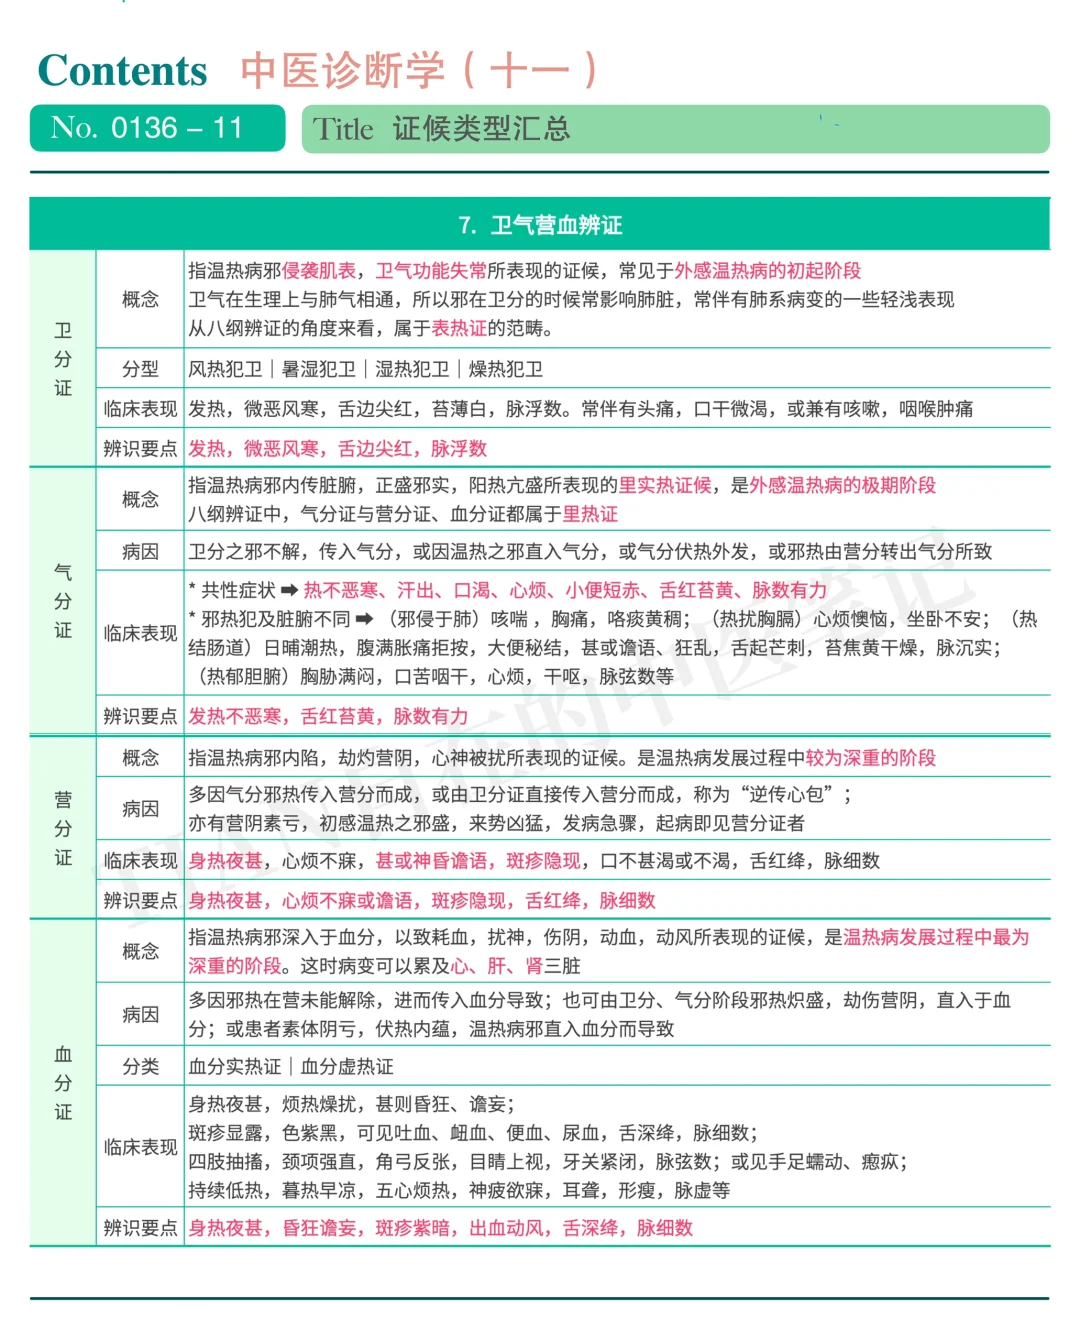 Contents 中医诊断学（十一）
No. 0136 – 11
Title 证候类型汇总
7. 卫气营血辨证
卫分证
概念
指温热病邪侵袭肌表，卫气功能失常所表现的证候，常见于外感温热病的初起阶段
卫气在生理上与肺气相通，所以邪在卫分的时候常影响肺脏，常伴有肺系病变的一些轻浅表现
从八纲辨证的角度来看，属于表热证的范畴。
分型
风热犯卫｜暑湿犯卫｜湿热犯卫｜燥热犯卫
临床表现
发热，微恶风寒，舌边尖红，苔薄白，脉浮数。常伴有头痛，口干微渴，或兼有咳嗽，咽喉肿痛
辨识要点
发热，微恶风寒，舌边尖红，脉浮数
气分证
概念
指温热病邪内传脏腑，正盛邪实，阳热亢盛所表现的里实热证候，是外感温热病的极期阶段
八纲辨证中，气分证与营分证、血分证都属于里热证
病因
卫分之邪不解，传入气分，或因温热之邪直入气分，或气分伏热外发，或邪热由营分转出气分所致
临床表现
* 共性症状 ➡ 热不恶寒、汗出、口渴、心烦、小便短赤、舌红苔黄、脉数有力
* 邪热犯及脏腑不同 ➡ （邪侵于肺）咳喘，胸痛，咯痰黄稠；（热扰胸膈）心烦懊恼，坐卧不安；（热
结肠道）日晡潮热，腹满胀痛拒按，大便秘结，甚或谵语、狂乱，舌起芒刺，苔焦黄干燥，脉沉实；
（热郁胆腑）胸胁满闷，口苦咽干，心烦，干呕，脉弦数等
辨识要点
发热不恶寒，舌红苔黄，脉数有力
营分证
概念
指温热病邪内陷，劫灼营阴，心神被扰所表现的证候。是温热病发展过程中较为深重的阶段
病因
多因气分邪热传入营分而成，或由卫分证直接传入营分而成，称为“逆传心包”；
亦有营阴素亏，初感温热之邪盛，来势凶猛，发病急骤，起病即见营分证者
临床表现
身热夜甚，心烦不寐，甚或神昏谵语，斑疹隐现，口不甚渴或不渴，舌红绛，脉细数
辨识要点
身热夜甚，心烦不寐或谵语，斑疹隐现，舌红绛，脉细数
血分证
概念
指温热病邪深入于血分，以致耗血，扰神，伤阴，动血，动风所表现的证候，是温热病发展过程中最为
深重的阶段。这时病变可以累及心、肝、肾三脏
病因
多因邪热在营未能解除，进而传入血分导致；也可由卫分、气分阶段邪热炽盛，劫伤营阴，直入于血
分；或患者素体阴亏，伏热内蕴，温热病邪直入血分而导致
分类
血分实热证｜血分虚热证
临床表现
身热夜甚，烦热燥扰，甚则昏狂、谵妄；
斑疹显露，色紫黑，可见吐血、衄血、便血、尿血，舌深绛，脉细数；
四肢抽搐，颈项强直，角弓反张，目睛上视，牙关紧闭，脉弦数；或见手足蠕动、瘛疭；
持续低热，暮热早凉，五心烦热，神疲欲寐，耳聋，形瘦，脉虚等
辨识要点
身热夜甚，昏狂谵妄，斑疹紫暗，出血动风，舌深绛，脉细数
TIAN自在的中医笔记